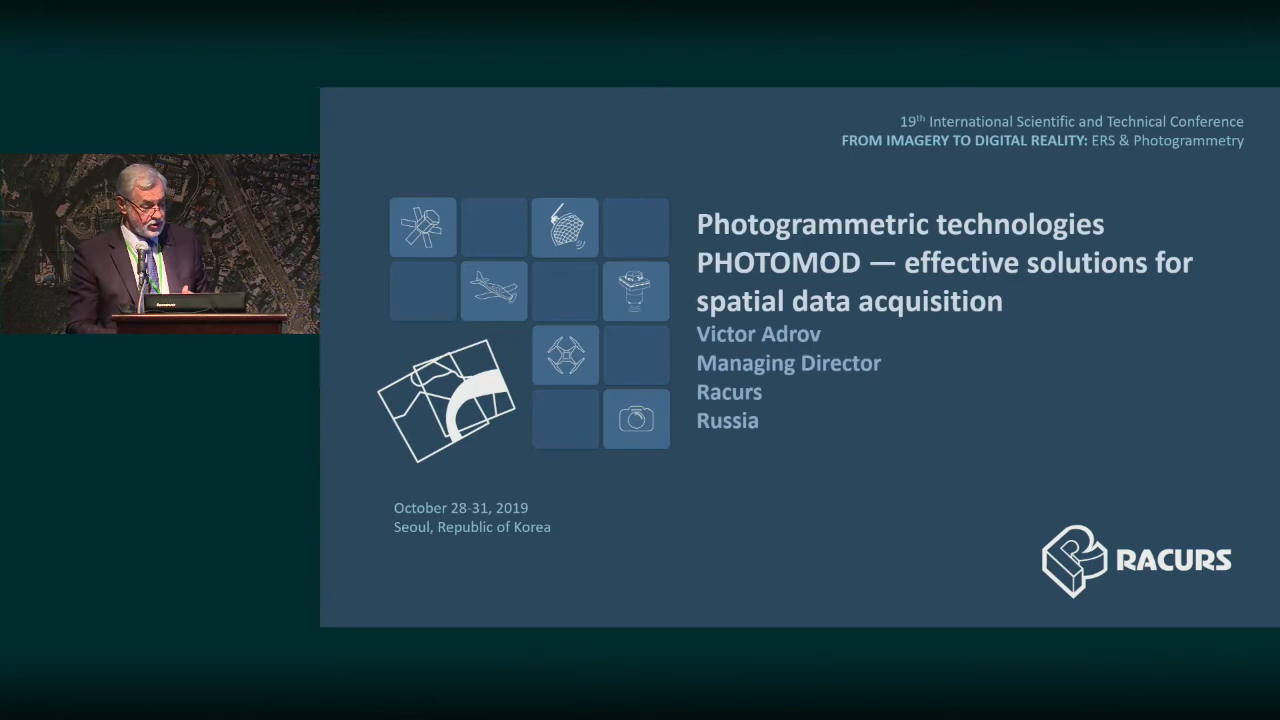 19th International Scientific and Technical Conference
FROM IMAGERY TO DIGITAL REALITY: ERS & Photogrammetry
Photogrammetric technologies
PHOTOMOD — effective solutions for
spatial data acquisition
Victor Adrov
Managing Director
Racurs
Russia
October 28-31, 2019
Seoul, Republic of Korea
RACURS